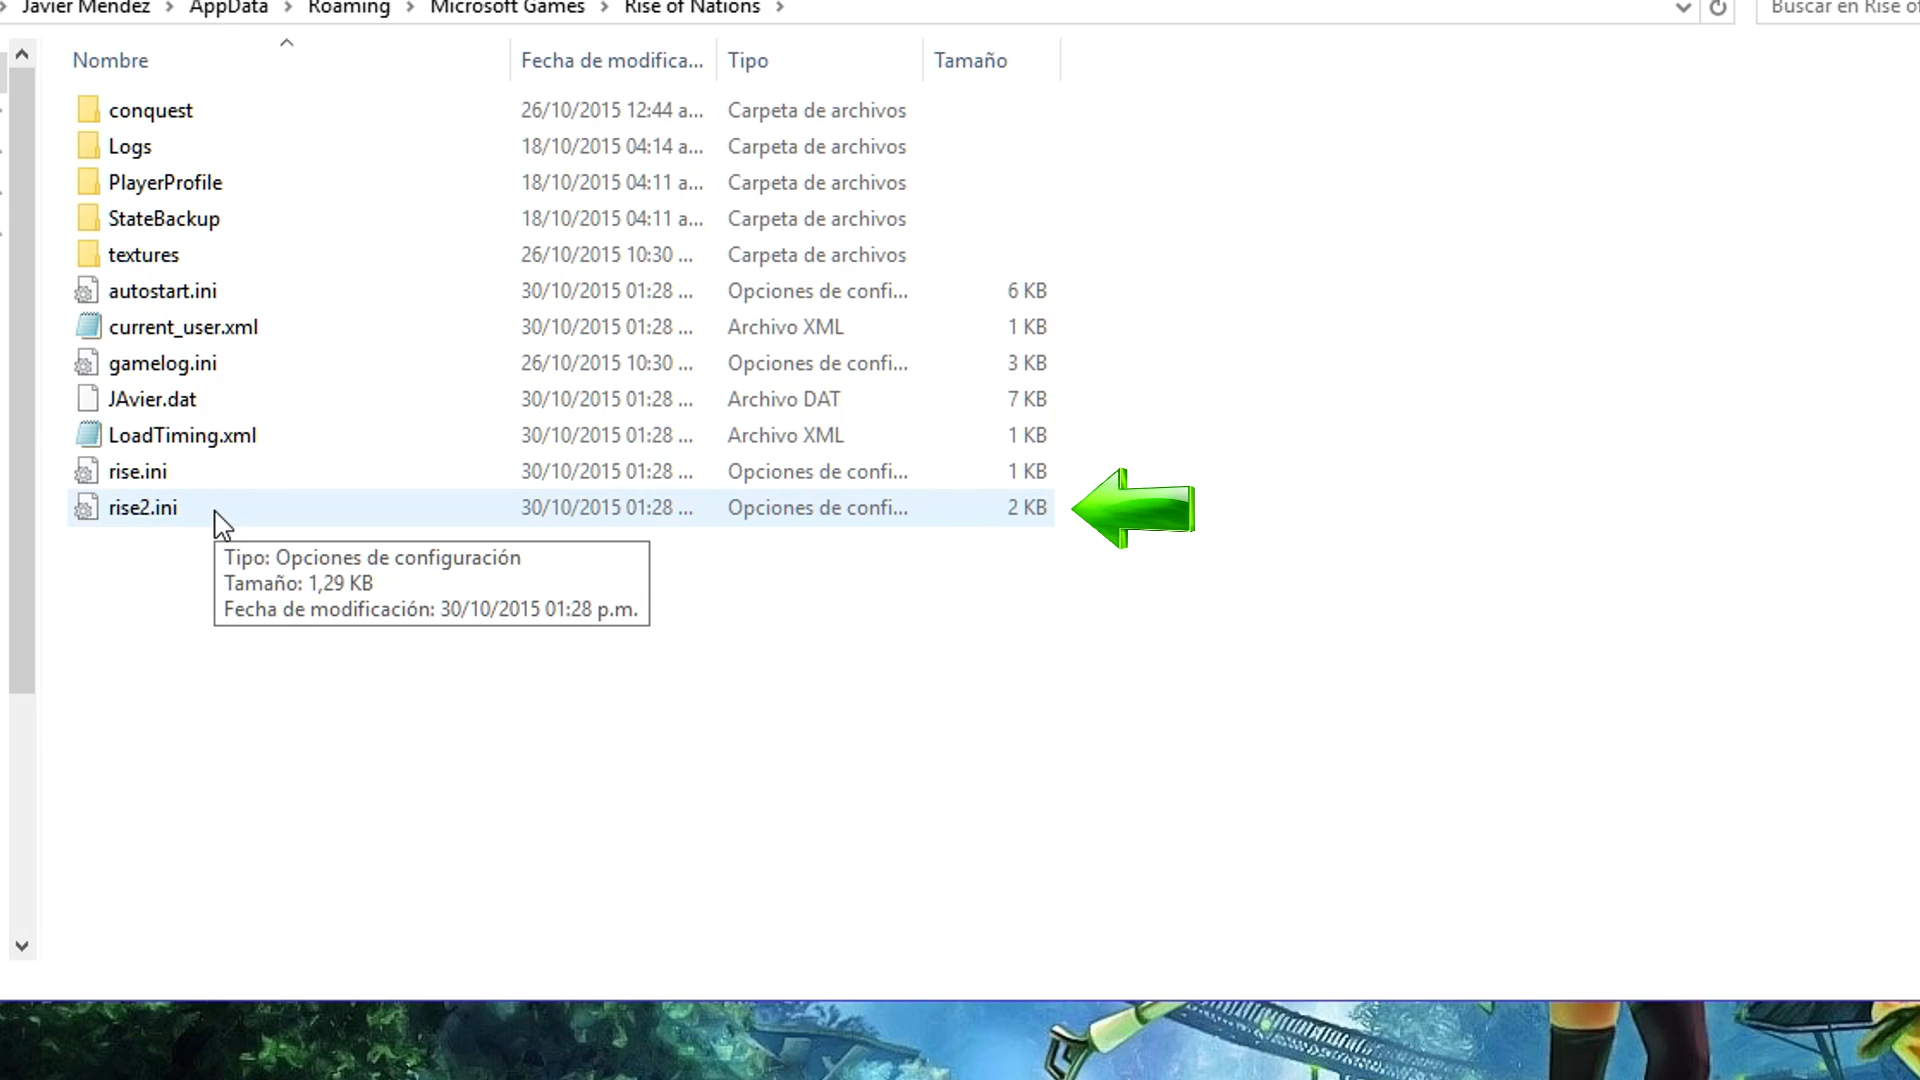 Javier Mendez > AppData > Roaming > Microsoft Games > Rise of Nations >
Buscar en Rise of
Nombre Fecha de modifica... Tipo Tamaño
conquest 26/10/2015 12:44 a... Carpeta de archivos
Logs 18/10/2015 04:14 a... Carpeta de archivos
PlayerProfile 18/10/2015 04:11 a... Carpeta de archivos
StateBackup 18/10/2015 04:11 a... Carpeta de archivos
textures 26/10/2015 10:30 ... Carpeta de archivos
autostart.ini 30/10/2015 01:28 ... Opciones de confi... 6 KB
current_user.xml 30/10/2015 01:28 ... Archivo XML 1 KB
gamelog.ini 26/10/2015 10:30 ... Opciones de confi... 3 KB
JAvier.dat 30/10/2015 01:28 ... Archivo DAT 7 KB
LoadTiming.xml 30/10/2015 01:28 ... Archivo XML 1 KB
rise.ini 30/10/2015 01:28 ... Opciones de confi... 1 KB
rise2.ini 30/10/2015 01:28 ... Opciones de confi... 2 KB
Tipo: Opciones de configuración
Tamaño: 1,29 KB
Fecha de modificación: 30/10/2015 01:28 p.m.